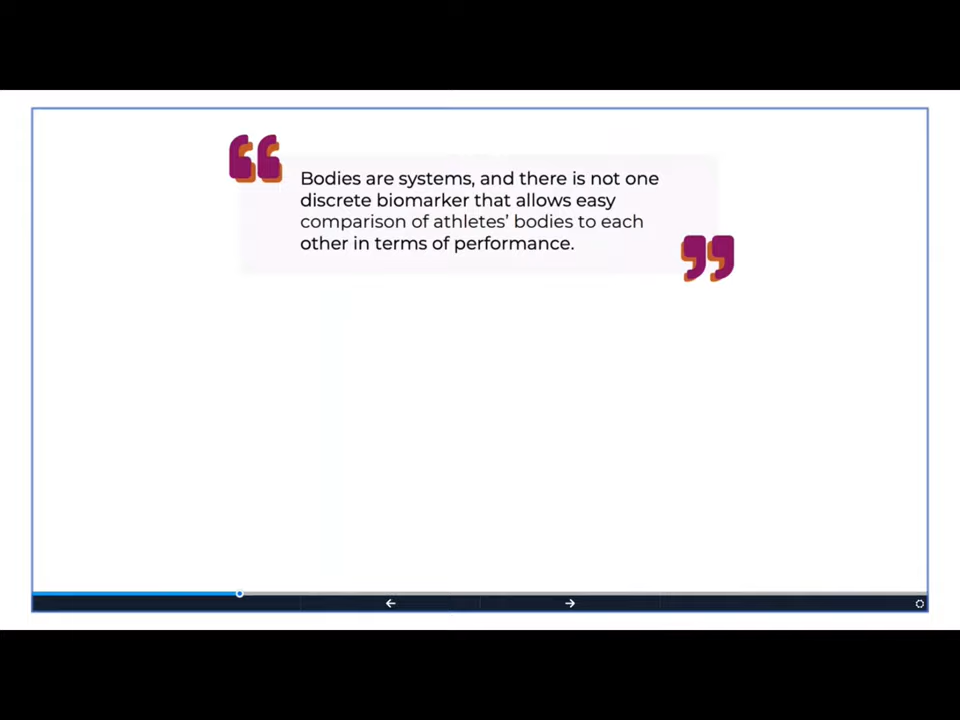 Bodies are systems, and there is not one
discrete biomarker that allows easy
comparison of athletes’ bodies to each
other in terms of performance.